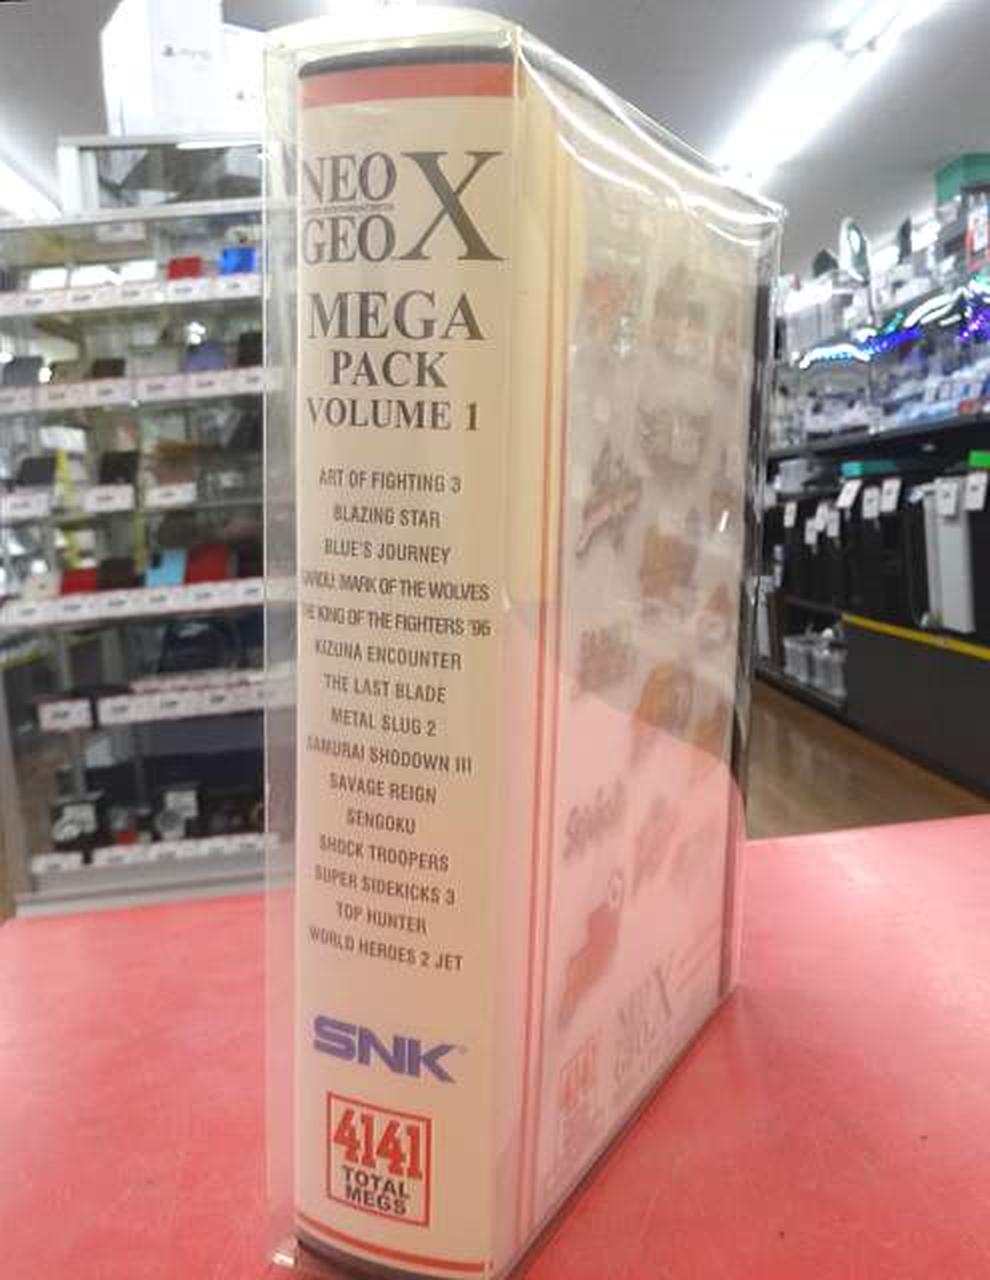 NEO
GEO X
MEGA
PACK
VOLUME 1
ART OF FIGHTING 3
BLAZING STAR
BLUE'S JOURNEY
MARK OF THE WOLVES
KING OF THE FIGHTERS '96
KIZUNA ENCOUNTER
THE LAST BLADE
METAL SLUG 2
SAMURAI SHODOWN III
SAVAGE REIGN
SENGOKU
SHOCK TROOPERS
SUPER SIDEKICKS 3
TOP HUNTER
WORLD HEROES 2 JET
SNK
4141
TOTAL
MEGS